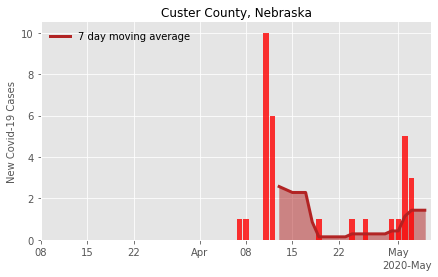 Custer County, Nebraska
7 day moving average
New Covid-19 Cases
10
8
6
4
2
0
08 15 22 Apr 08 15 22 May
2020-May